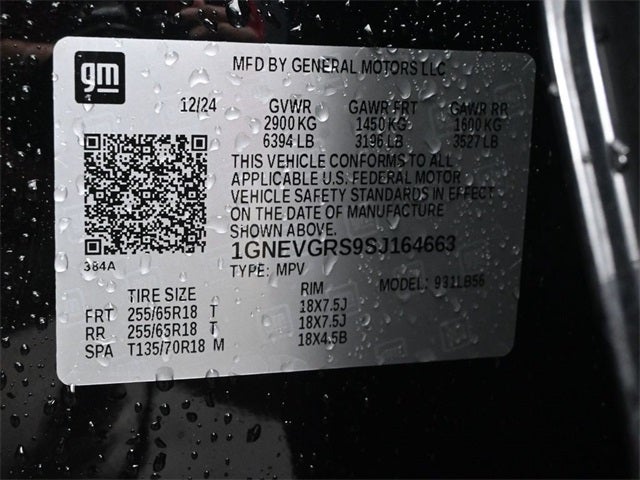 gm
MFD BY GENERAL MOTORS LLC
12/24 GVWR GAWR FRT GAWR RR
2900 KG 1450 KG 1600 KG
6394 LB 3196 LB 3527 LB
THIS VEHICLE CONFORMS TO ALL
APPLICABLE U.S. FEDERAL MOTOR
VEHICLE SAFETY STANDARDS IN EFFECT
ON THE DATE OF MANUFACTURE
SHOWN ABOVE.
384A
1GNEVGRS9SJ164663
TYPE: MPV MODEL: 931LB56
TIRE SIZE RIM
FRT 255/65R18 T 18X7.5J
RR 255/65R18 T 18X7.5J
SPA T135/70R18 M 18X4.5B